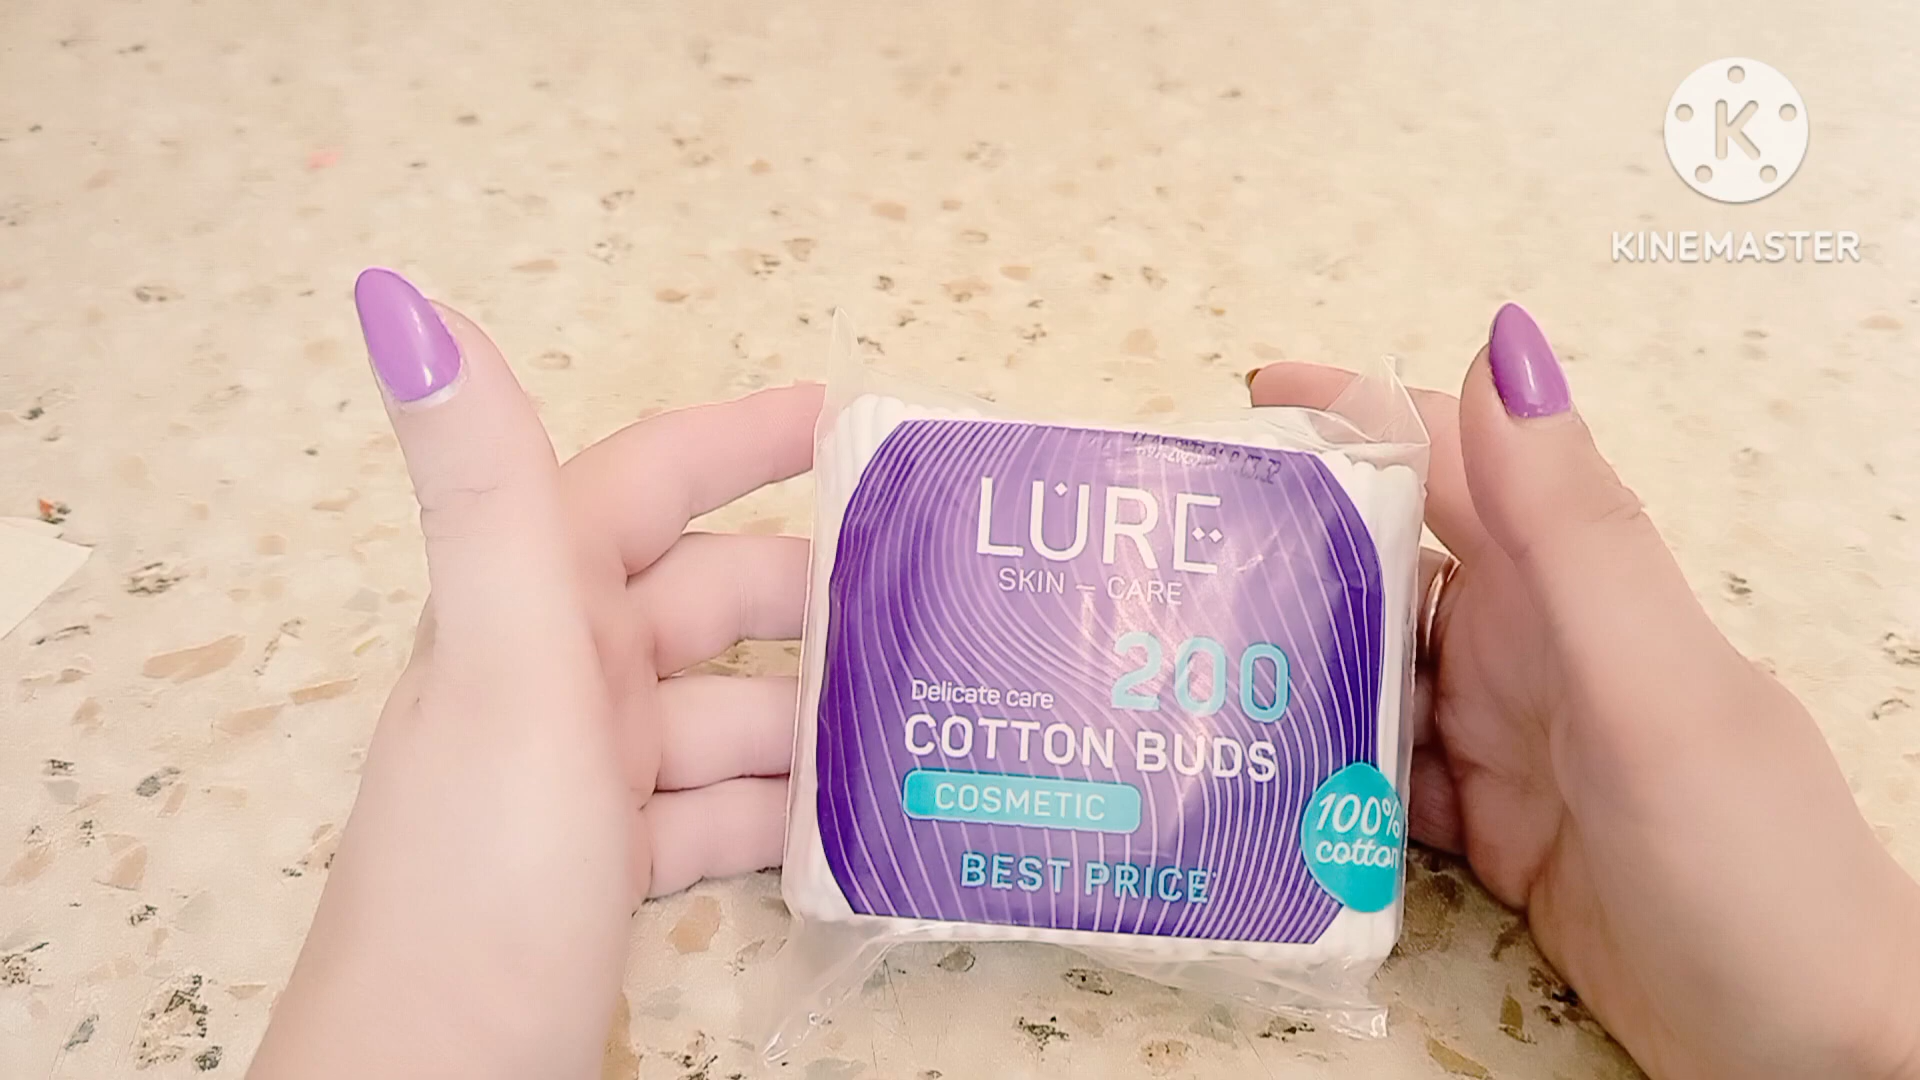 K
KINEMASTER
LURE
SKIN – CARE
200
Delicate care
COTTON BUDS
COSMETIC
BEST PRICE
100%
cotton